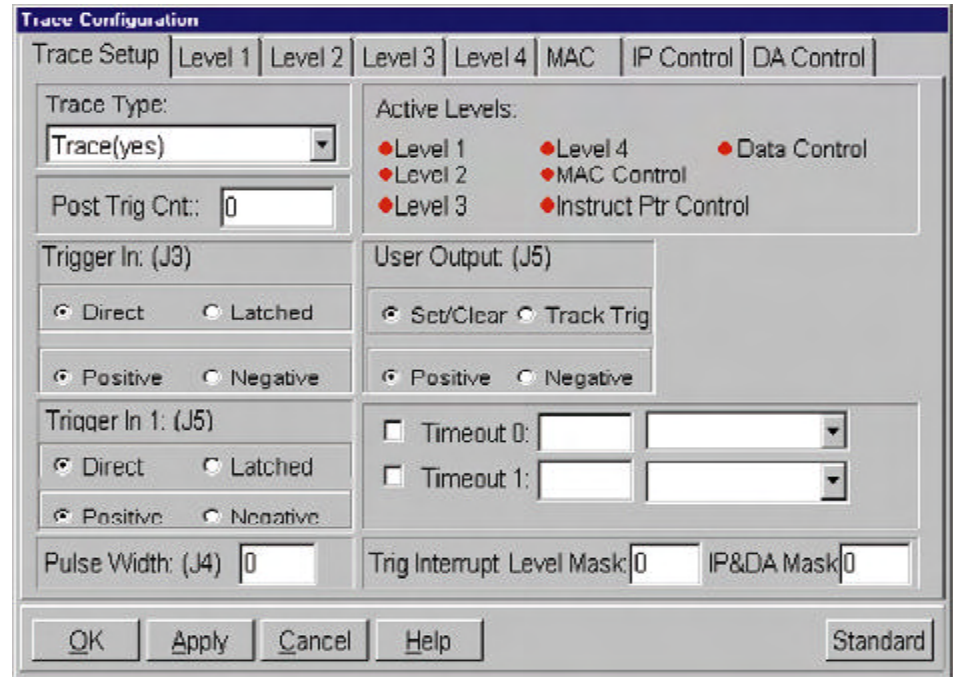 Trace Configuration
Trace Setup Level 1 Level 2 Level 3 Level 4 MAC IP Control DA Control
Trace Type:
Trace(yes)
Post Trig Cnt:: 0
Active Levels:
Level 1 Level 4 Data Control
Level 2 MAC Control
Level 3 Instruct Ptr Control
Trigger In: (J3)
Direct Latched
Positive Negative
User Output: (J5)
Set/Clear Track Trig
Positive Negative
Trigger In 1: (J5)
Direct Latched
Positive Negative
Timeout 0:
Timeout 1:
Pulse Width: (J4) 0
Trig Interrupt Level Mask: 0 IP&DA Mask 0
OK Apply Cancel Help Standard